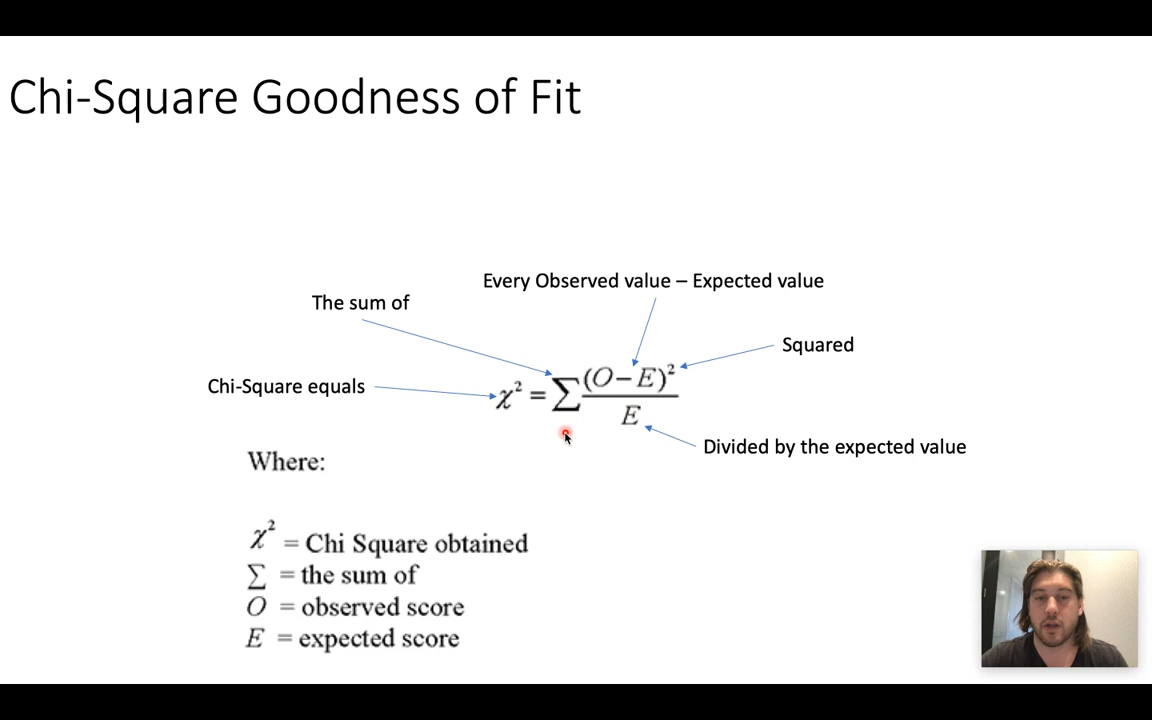 Chi-Square Goodness of Fit
Every Observed value – Expected value
The sum of
Squared
Chi-Square equals
χ² = ∑ (O – E)² / E
Divided by the expected value
Where:
χ² = Chi Square obtained
∑ = the sum of
O = observed score
E = expected score